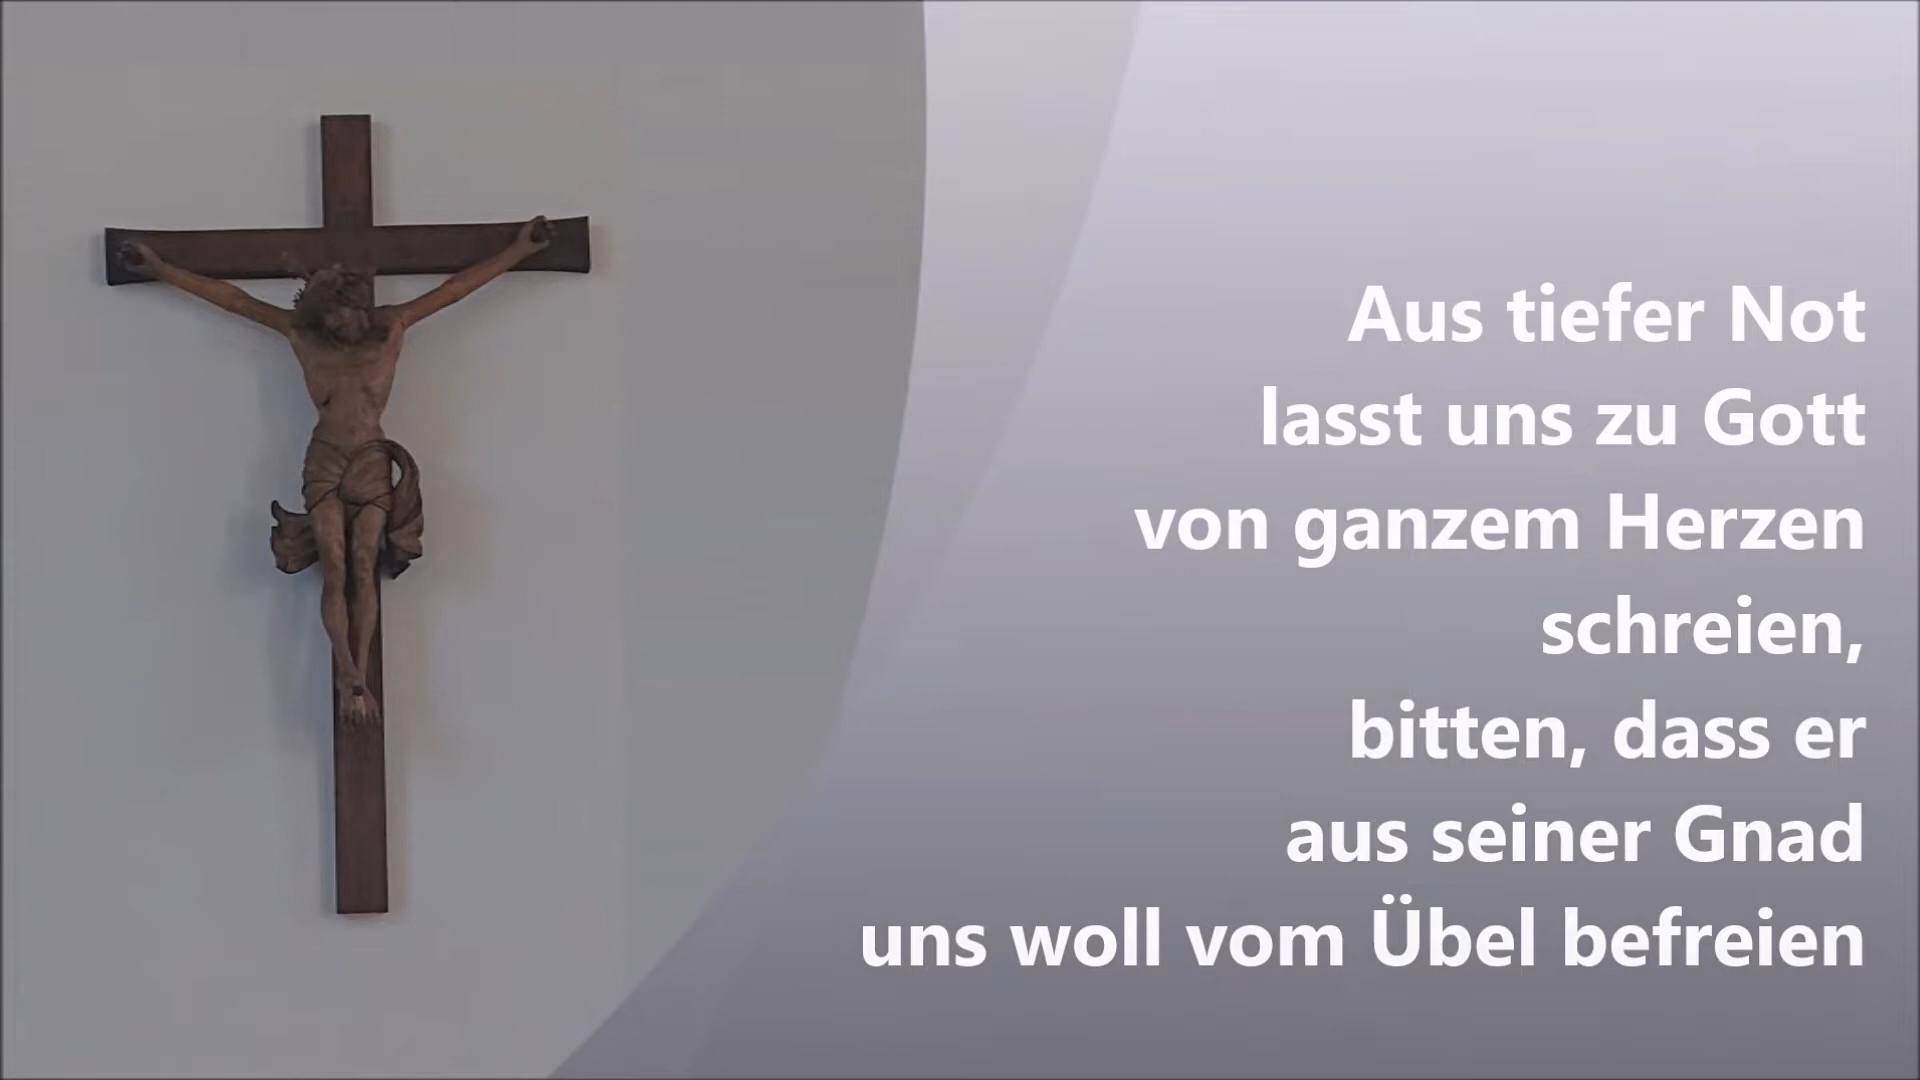 Aus tiefer Not
lasst uns zu Gott
von ganzem Herzen
schreien,
bitten, dass er
aus seiner Gnad
uns woll vom Übel befreien